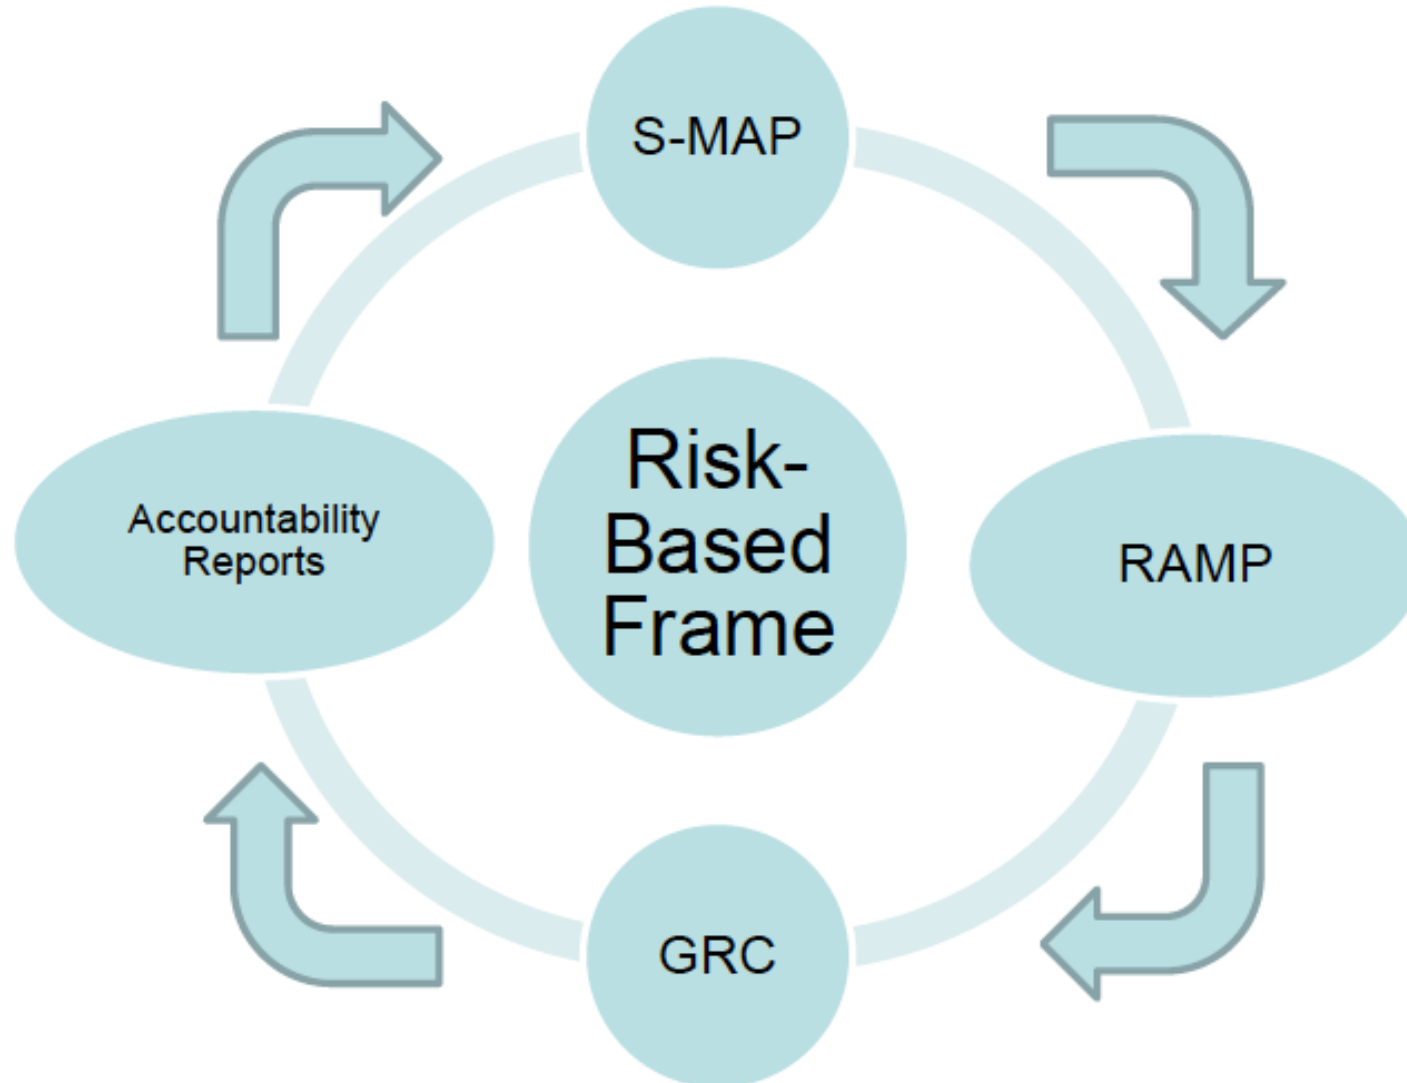 S-MAP
Accountability
Reports
Risk-
Based
Frame
RAMP
GRC